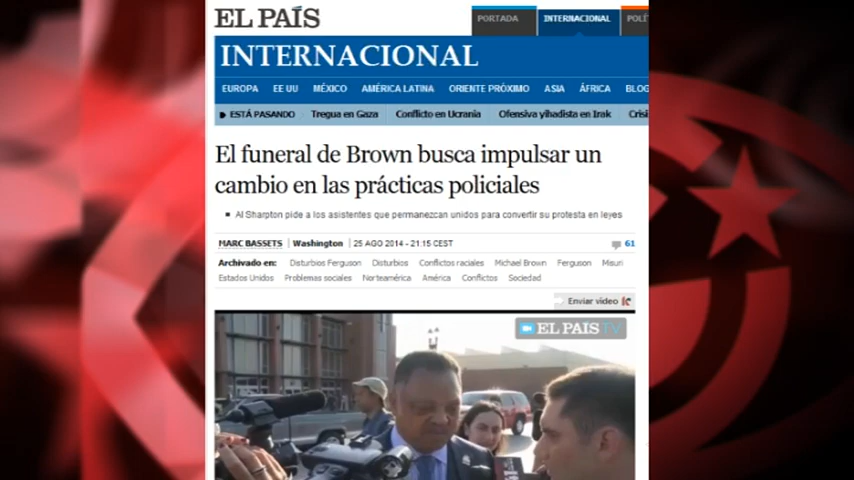 EL PAÍS
PORTADA
INTERNACIONAL
POLÍ
INTERNACIONAL
EUROPA EE UU MÉXICO AMÉRICA LATINA ORIENTE PRÓXIMO ASIA ÁFRICA BLOG
ESTÁ PASANDO Tregua en Gaza Conflicto en Ucrania Ofensiva yihadista en Irak Crisis
El funeral de Brown busca impulsar un
cambio en las prácticas policiales
Al Sharpton pide a los asistentes que permanezcan unidos para convertir su protesta en leyes
MARC BASSETS Washington 25 AGO 2014 - 21:15 CEST 61
Archivado en: Disturbios Ferguson Disturbios Conflictos raciales Michael Brown Ferguson Misuri
Estados Unidos Problemas sociales Norteamérica América Conflictos Sociedad
Enviar vídeo
EL PAÍS TV